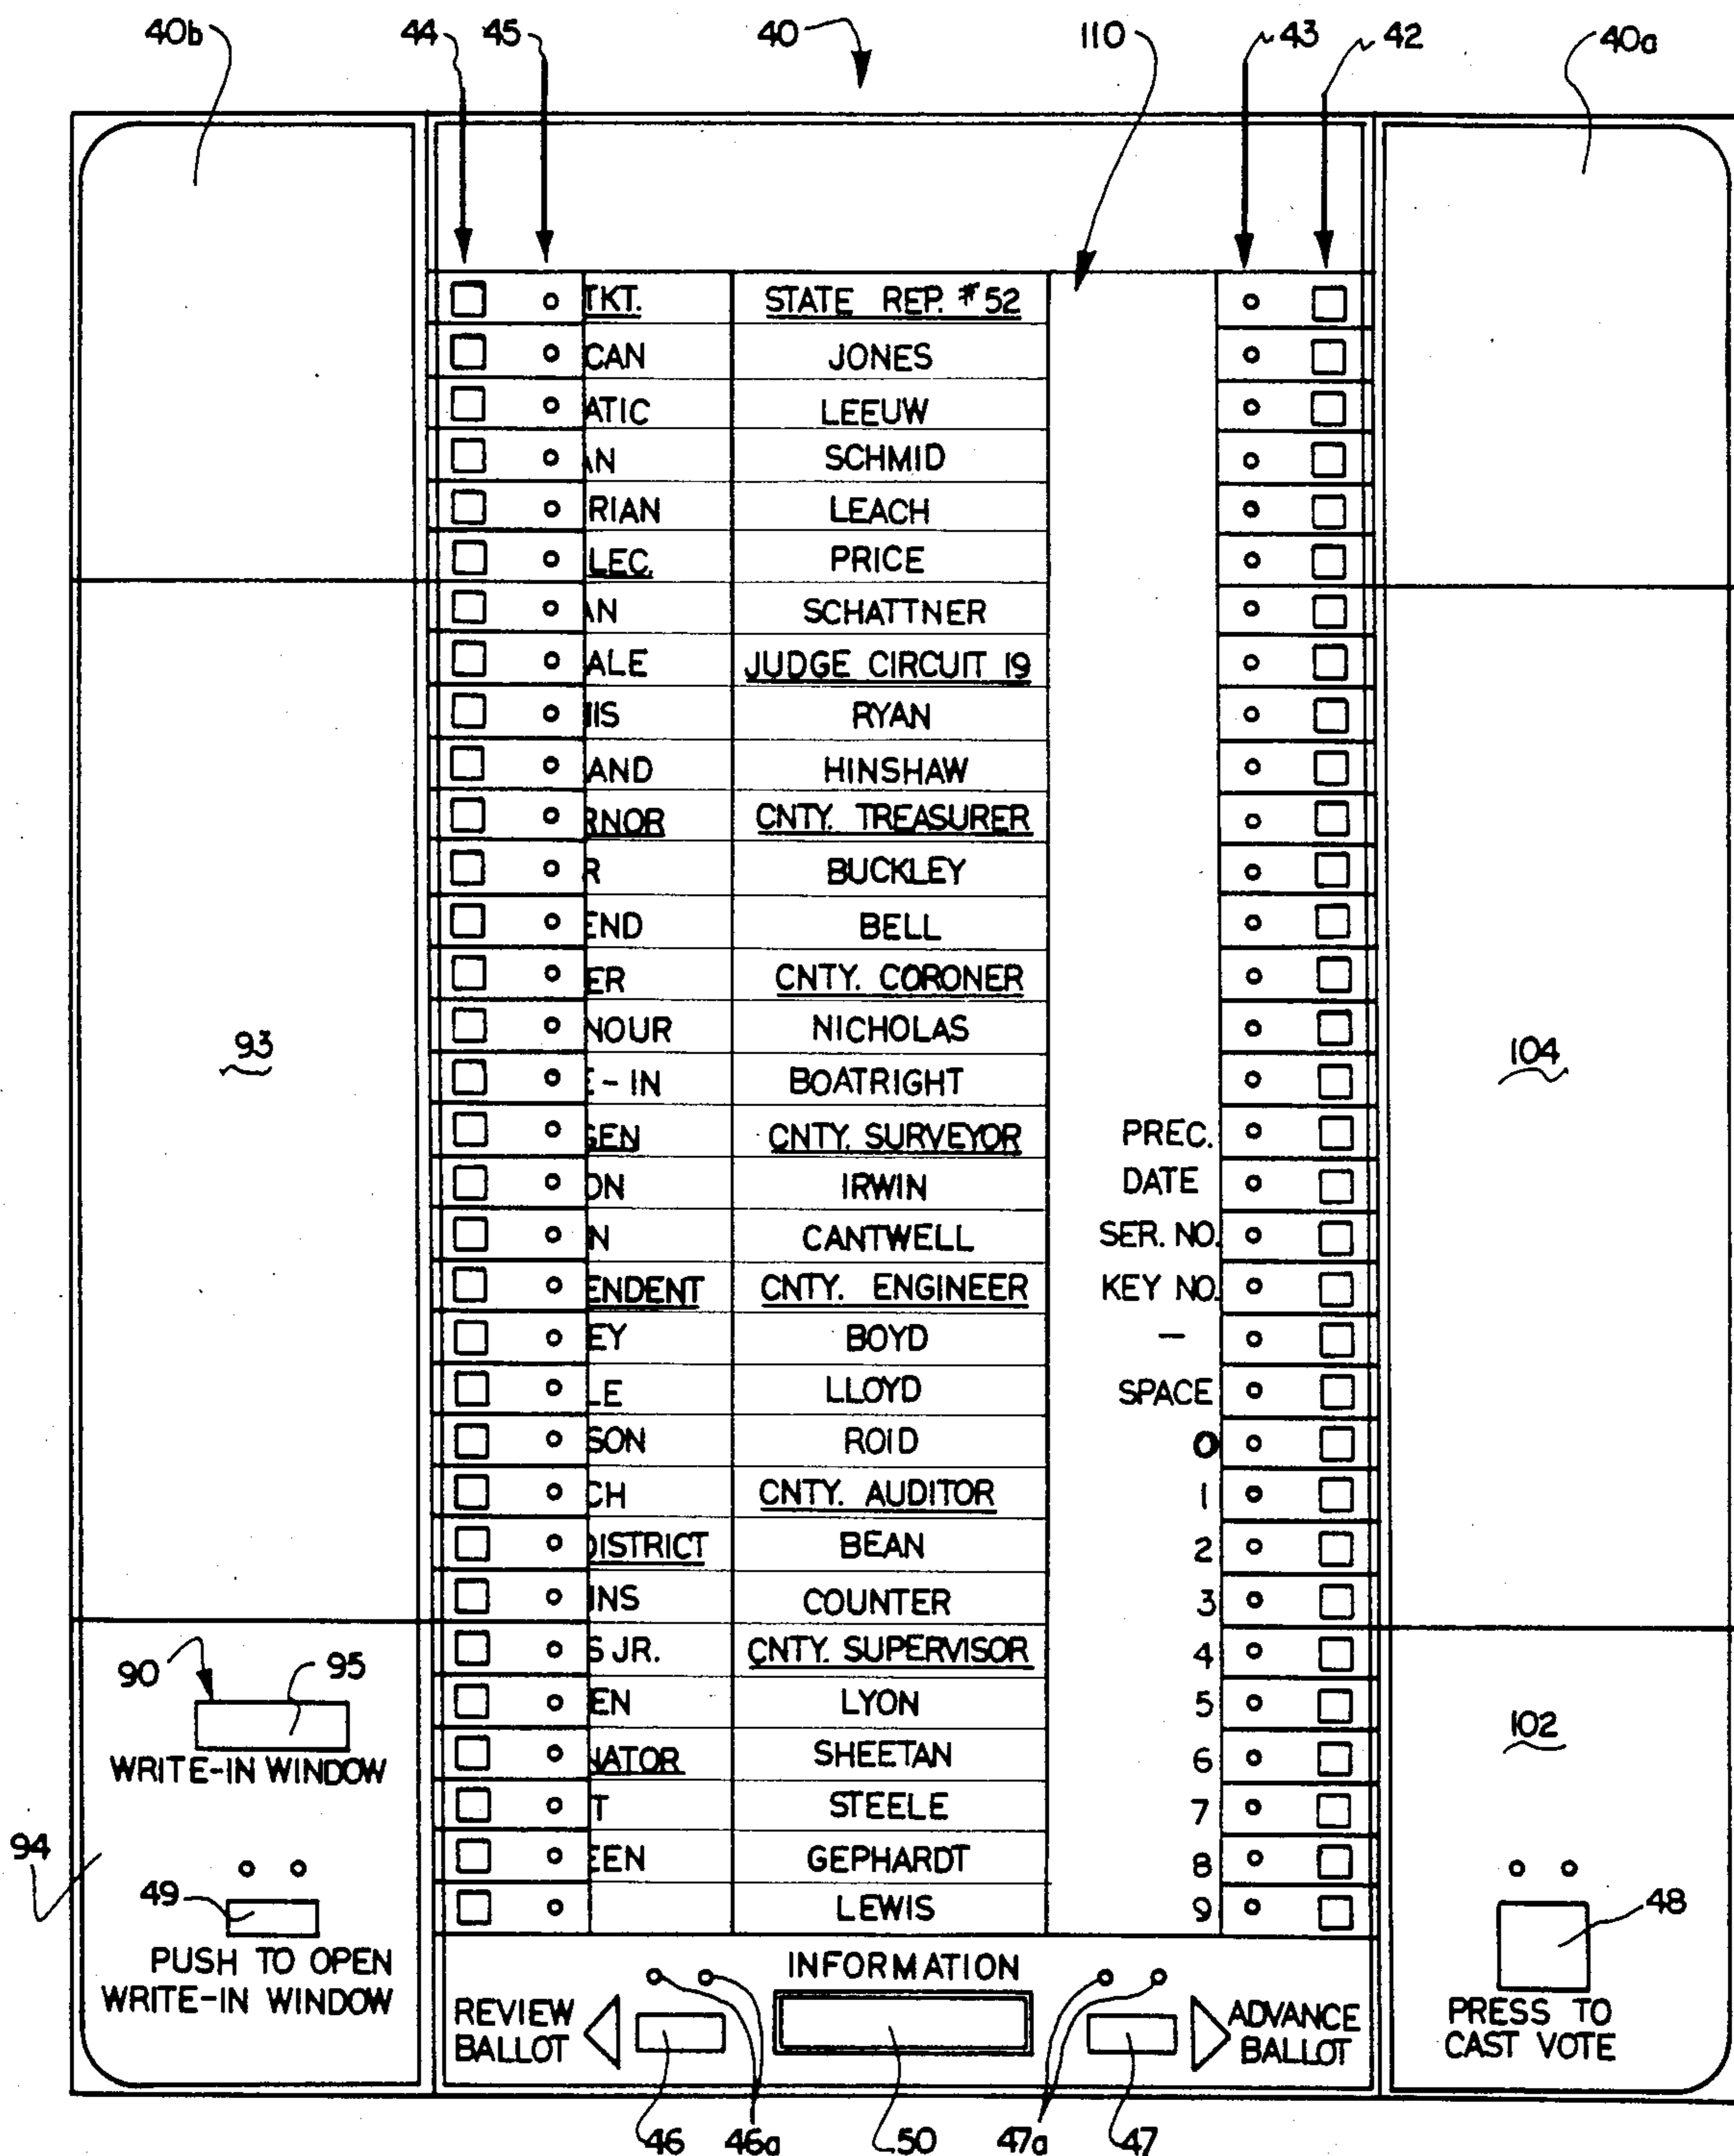 40b 44 45 40 110 43 42 40a
TKT. STATE REP. #52
CAN JONES
ATIC LEEUW
AN SCHMID
RIAN LEACH
LEC. PRICE
AN SCHATTNER
ALE JUDGE CIRCUIT 19
IIS RYAN
AND HINSHAW
RNOR CNTY. TREASURER
R BUCKLEY
END BELL
ER CNTY. CORONER
NOUR NICHOLAS
93 104
E-IN BOATRIGHT
GEN CNTY. SURVEYOR PREC.
ON IRWIN DATE
N CANTWELL SER. NO.
ENDENT CNTY. ENGINEER KEY NO.
EY BOYD —
LE LLOYD SPACE
SON ROID 0
CH CNTY. AUDITOR 1
DISTRICT BEAN 2
INS COUNTER 3
S JR. CNTY. SUPERVISOR 4
90 95
EN LYON 5
102
WRITE-IN WINDOW
NATOR SHEETAN 6
T STEELE 7
94
EEN GEPHARDT 8
49 48
LEWIS 9
PUSH TO OPEN
WRITE-IN WINDOW
INFORMATION
REVIEW
BALLOT
ADVANCE
BALLOT
PRESS TO
CAST VOTE
46 46a 50 47a 47